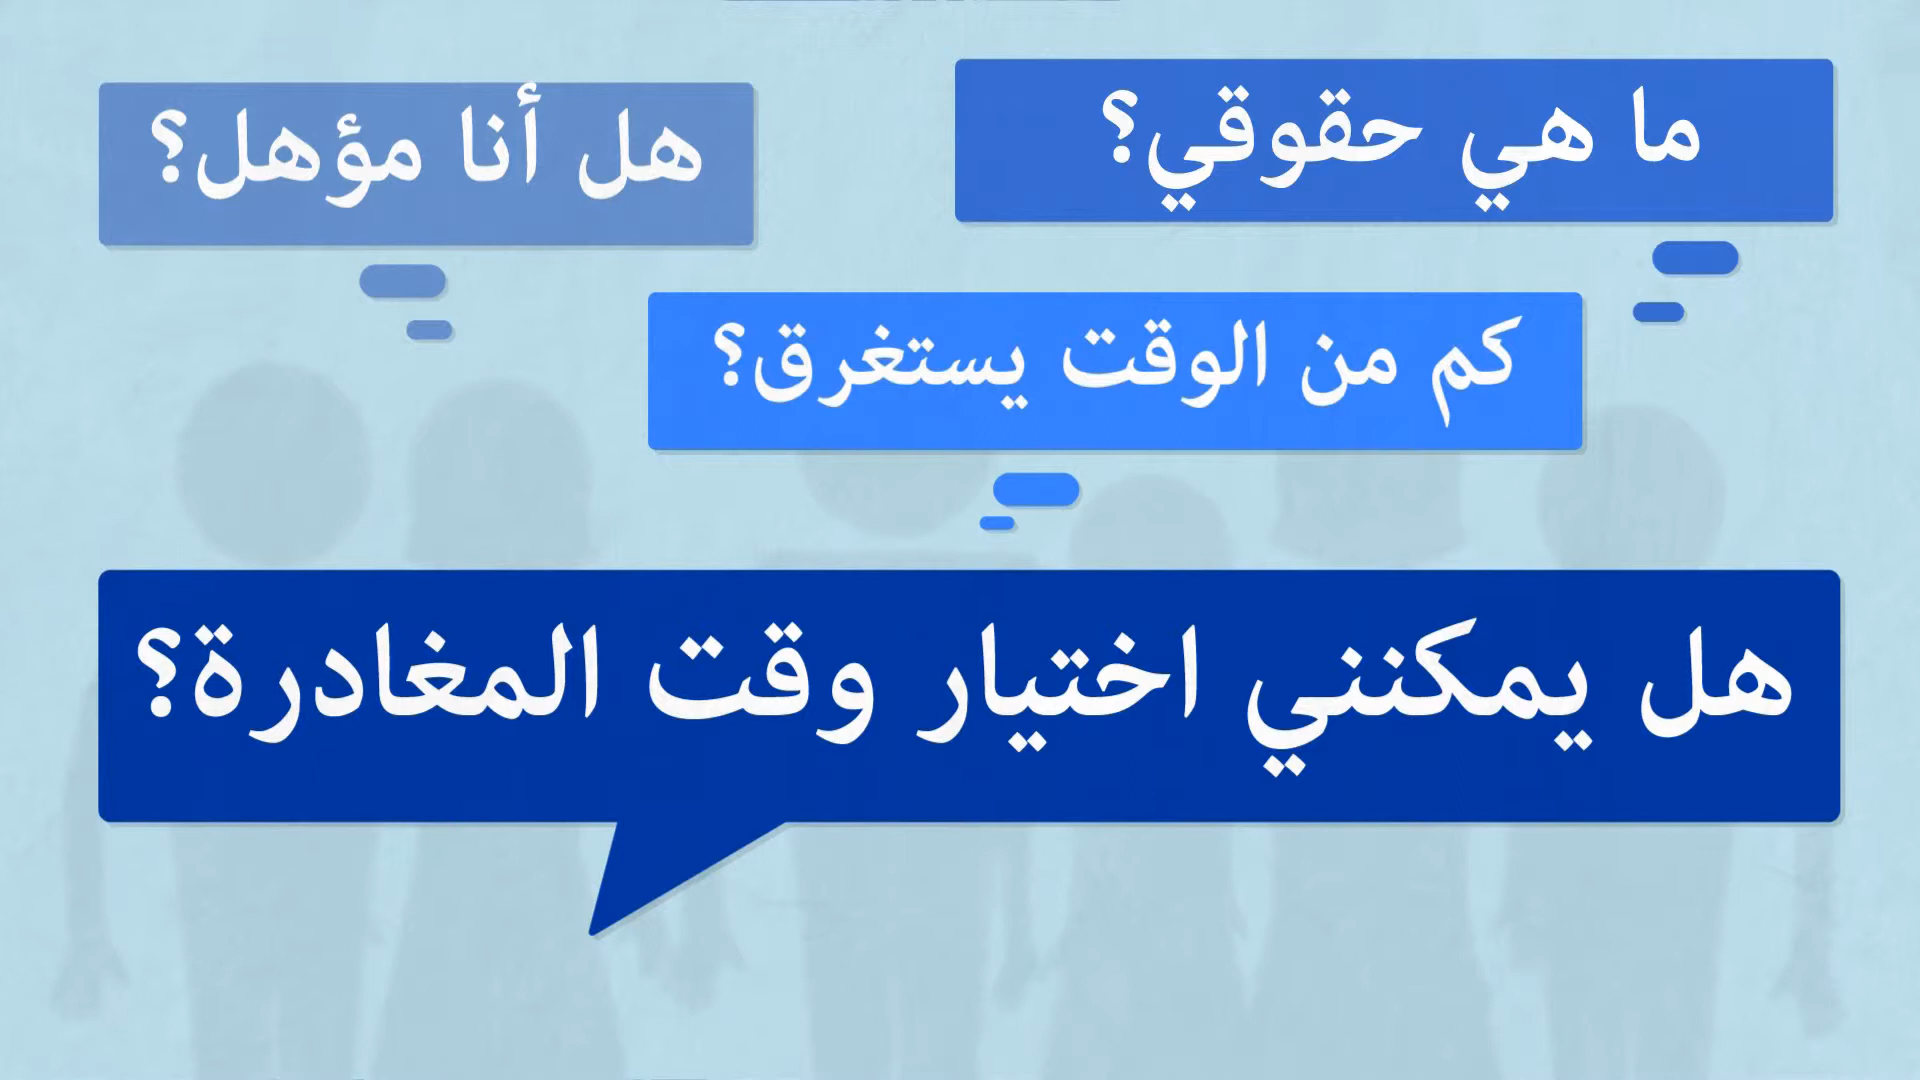 ما هي حقوقي؟
هل أنا مؤهل؟
كم من الوقت يستغرق؟
هل يمكنني اختيار وقت المغادرة؟